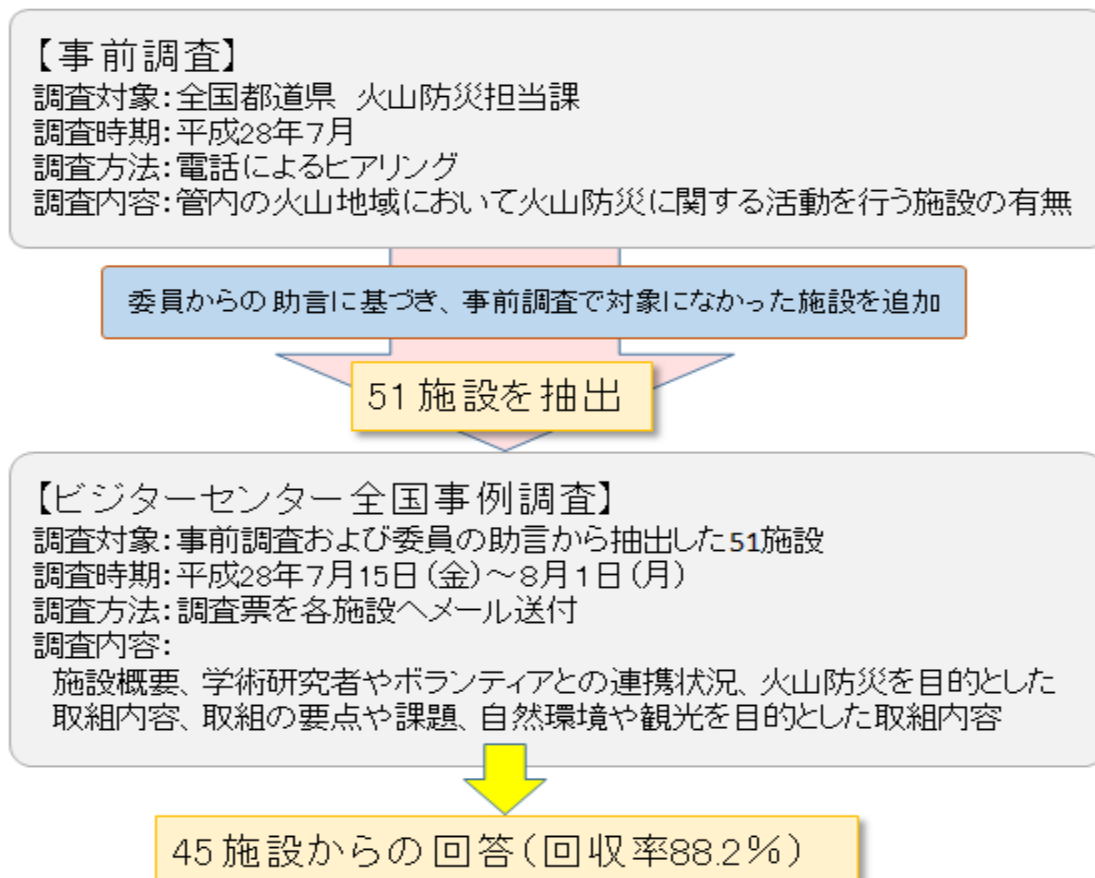 【事前調査】
調査対象:全国都道県 火山防災担当課
調査時期:平成28年7月
調査方法:電話によるヒアリング
調査内容:管内の火山地域において火山防災に関する活動を行う施設の有無
委員からの助言に基づき、事前調査で対象になかった施設を追加
51施設を抽出
【ビジターセンター全国事例調査】
調査対象:事前調査および委員の助言から抽出した51施設
調査時期:平成28年7月15日(金)~8月1日(月)
調査方法:調査票を各施設へメール送付
調査内容:
施設概要、学術研究者やボランティアとの連携状況、火山防災を目的とした
取組内容、取組の要点や課題、自然環境や観光を目的とした取組内容
45施設からの回答(回収率88.2%)